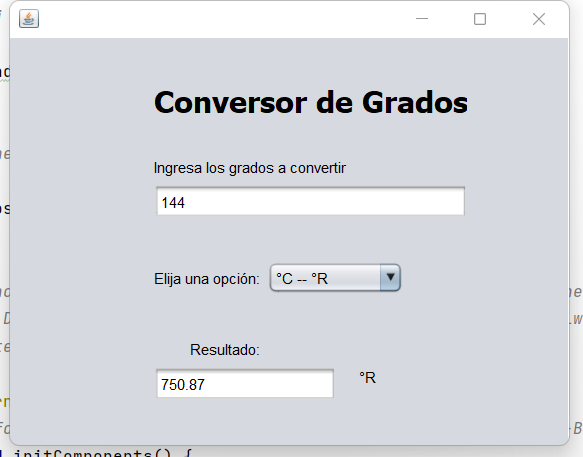 Conversor de Grados
Ingresa los grados a convertir
144
Elija una opción: °C -- °R
Resultado:
750.87 °R
initComponents() {